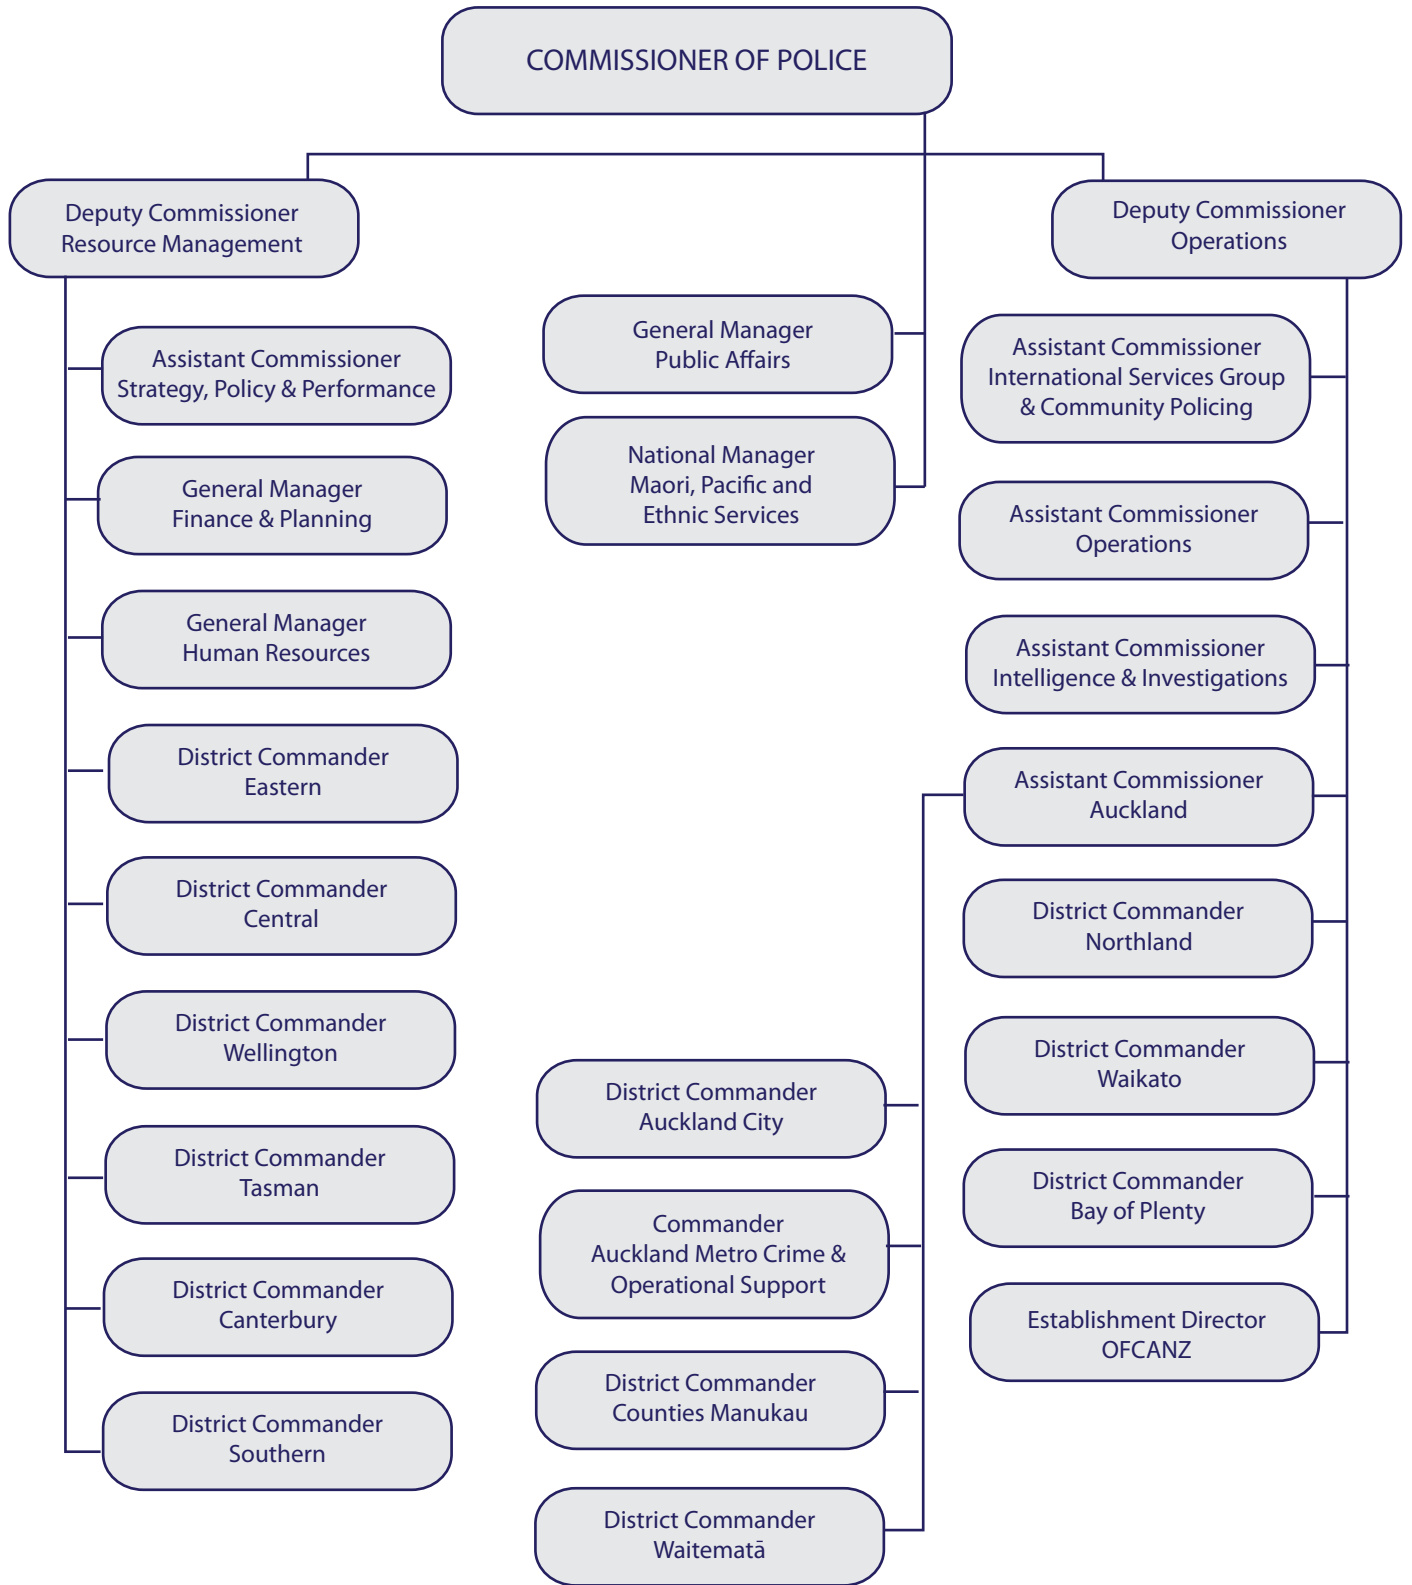 COMMISSIONER OF POLICE
Deputy Commissioner
Resource Management
Assistant Commissioner
Strategy, Policy & Performance
General Manager
Finance & Planning
General Manager
Human Resources
District Commander
Eastern
District Commander
Central
District Commander
Wellington
District Commander
Tasman
District Commander
Canterbury
District Commander
Southern
General Manager
Public Affairs
National Manager
Maori, Pacific and
Ethnic Services
Deputy Commissioner
Operations
Assistant Commissioner
International Services Group
& Community Policing
Assistant Commissioner
Operations
Assistant Commissioner
Intelligence & Investigations
Assistant Commissioner
Auckland
District Commander
Auckland City
Commander
Auckland Metro Crime &
Operational Support
District Commander
Counties Manukau
District Commander
Waitematā
District Commander
Northland
District Commander
Waikato
District Commander
Bay of Plenty
Establishment Director
OFCANZ